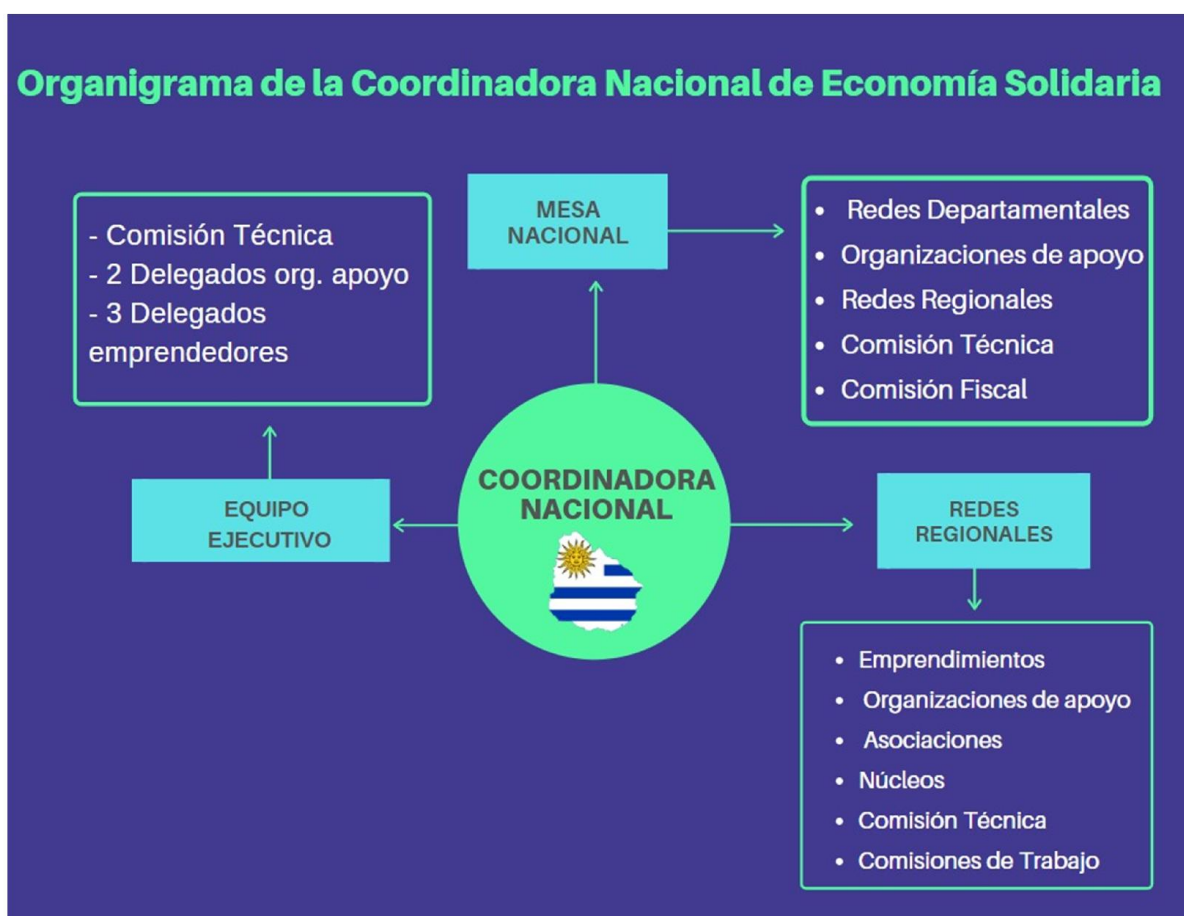 Organigrama de la Coordinadora Nacional de Economía Solidaria
MESA
NACIONAL
• Redes Departamentales
• Organizaciones de apoyo
• Redes Regionales
• Comisión Técnica
• Comisión Fiscal
- Comisión Técnica
- 2 Delegados org. apoyo
- 3 Delegados
emprendedores
EQUIPO
EJECUTIVO
COORDINADORA
NACIONAL
REDES
REGIONALES
• Emprendimientos
• Organizaciones de apoyo
• Asociaciones
• Núcleos
• Comisión Técnica
• Comisiones de Trabajo